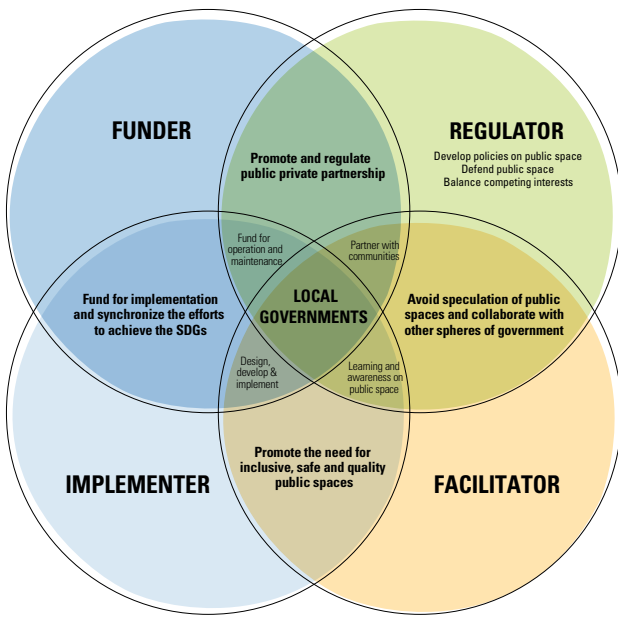 FUNDER
REGULATOR
Develop policies on public space
Defend public space
Balance competing interests
Promote and regulate
public private partnership
Fund for
operation and
maintenance
Partner with
communities
Fund for implementation
and synchronize the efforts
to achieve the SDGs
LOCAL
GOVERNMENTS
Avoid speculation of public
spaces and collaborate with
other spheres of government
Design,
develop &
implement
Learning and
awareness on
public space
Promote the need for
inclusive, safe and quality
public spaces
IMPLEMENTER
FACILITATOR